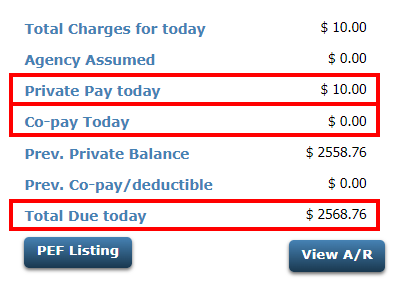 Total Charges for today $ 10.00
Agency Assumed $ 0.00
Private Pay today $ 10.00
Co-pay Today $ 0.00
Prev. Private Balance $ 2558.76
Prev. Co-pay/deductible $ 0.00
Total Due today $ 2568.76
PEF Listing View A/R